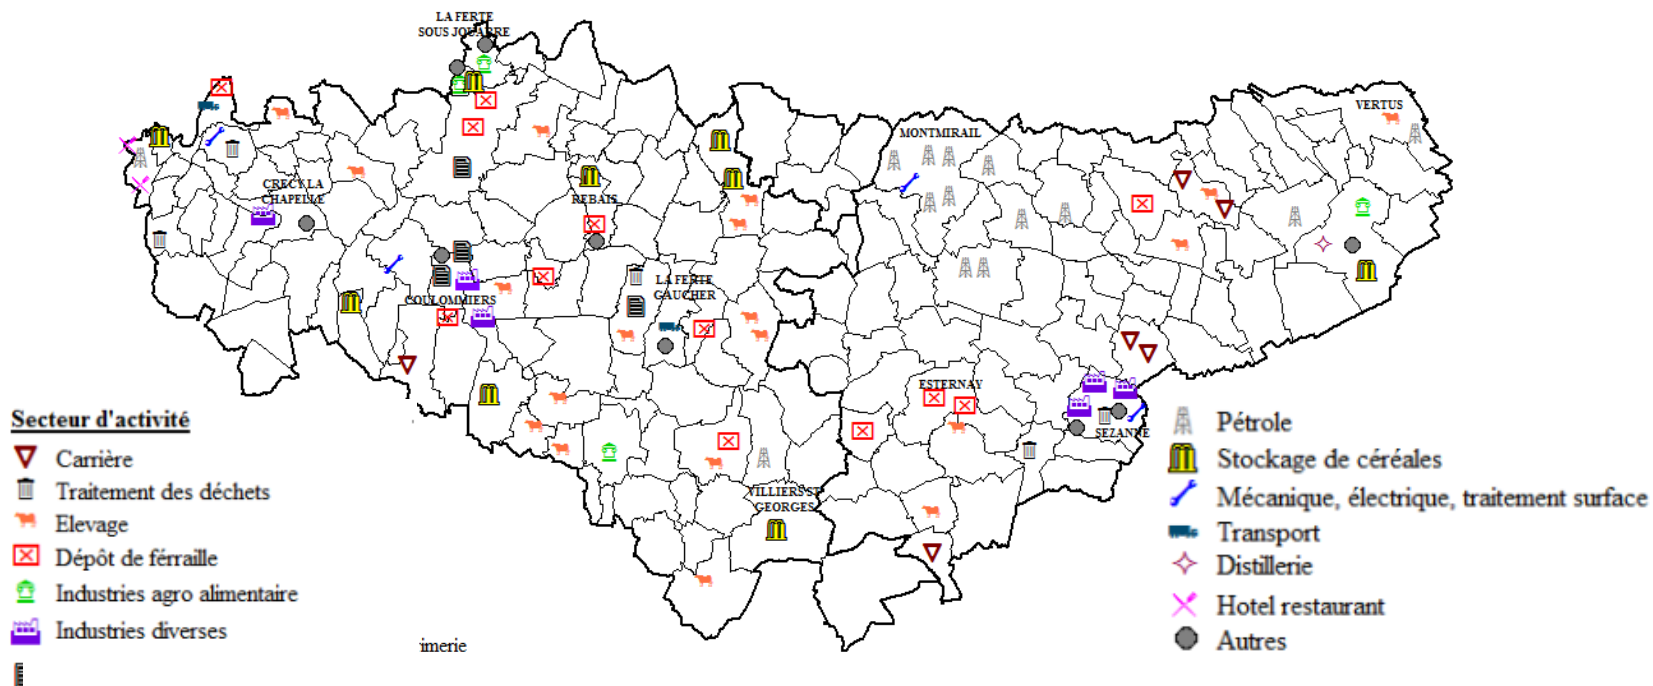 LA FERTE
SOUS JOUARRE
VERTUS
MONTMIRAIL
CRECY LA
CHAPELLE
REBAIS
LA FERTE
GAUCHER
COULOMMIERS
ESTERNAY
SEZANNE
VILLIERS ST
GEORGES
Secteur d'activité
Carrière
Traitement des déchets
Elevage
Dépôt de férraille
Industries agro alimentaire
Industries diverses
imerie
Pétrole
Stockage de céréales
Mécanique, électrique, traitement surface
Transport
Distillerie
Hotel restaurant
Autres